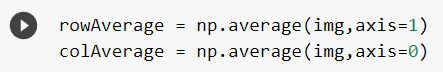 rowAverage = np.average(img,axis=1)
colAverage = np.average(img,axis=0)